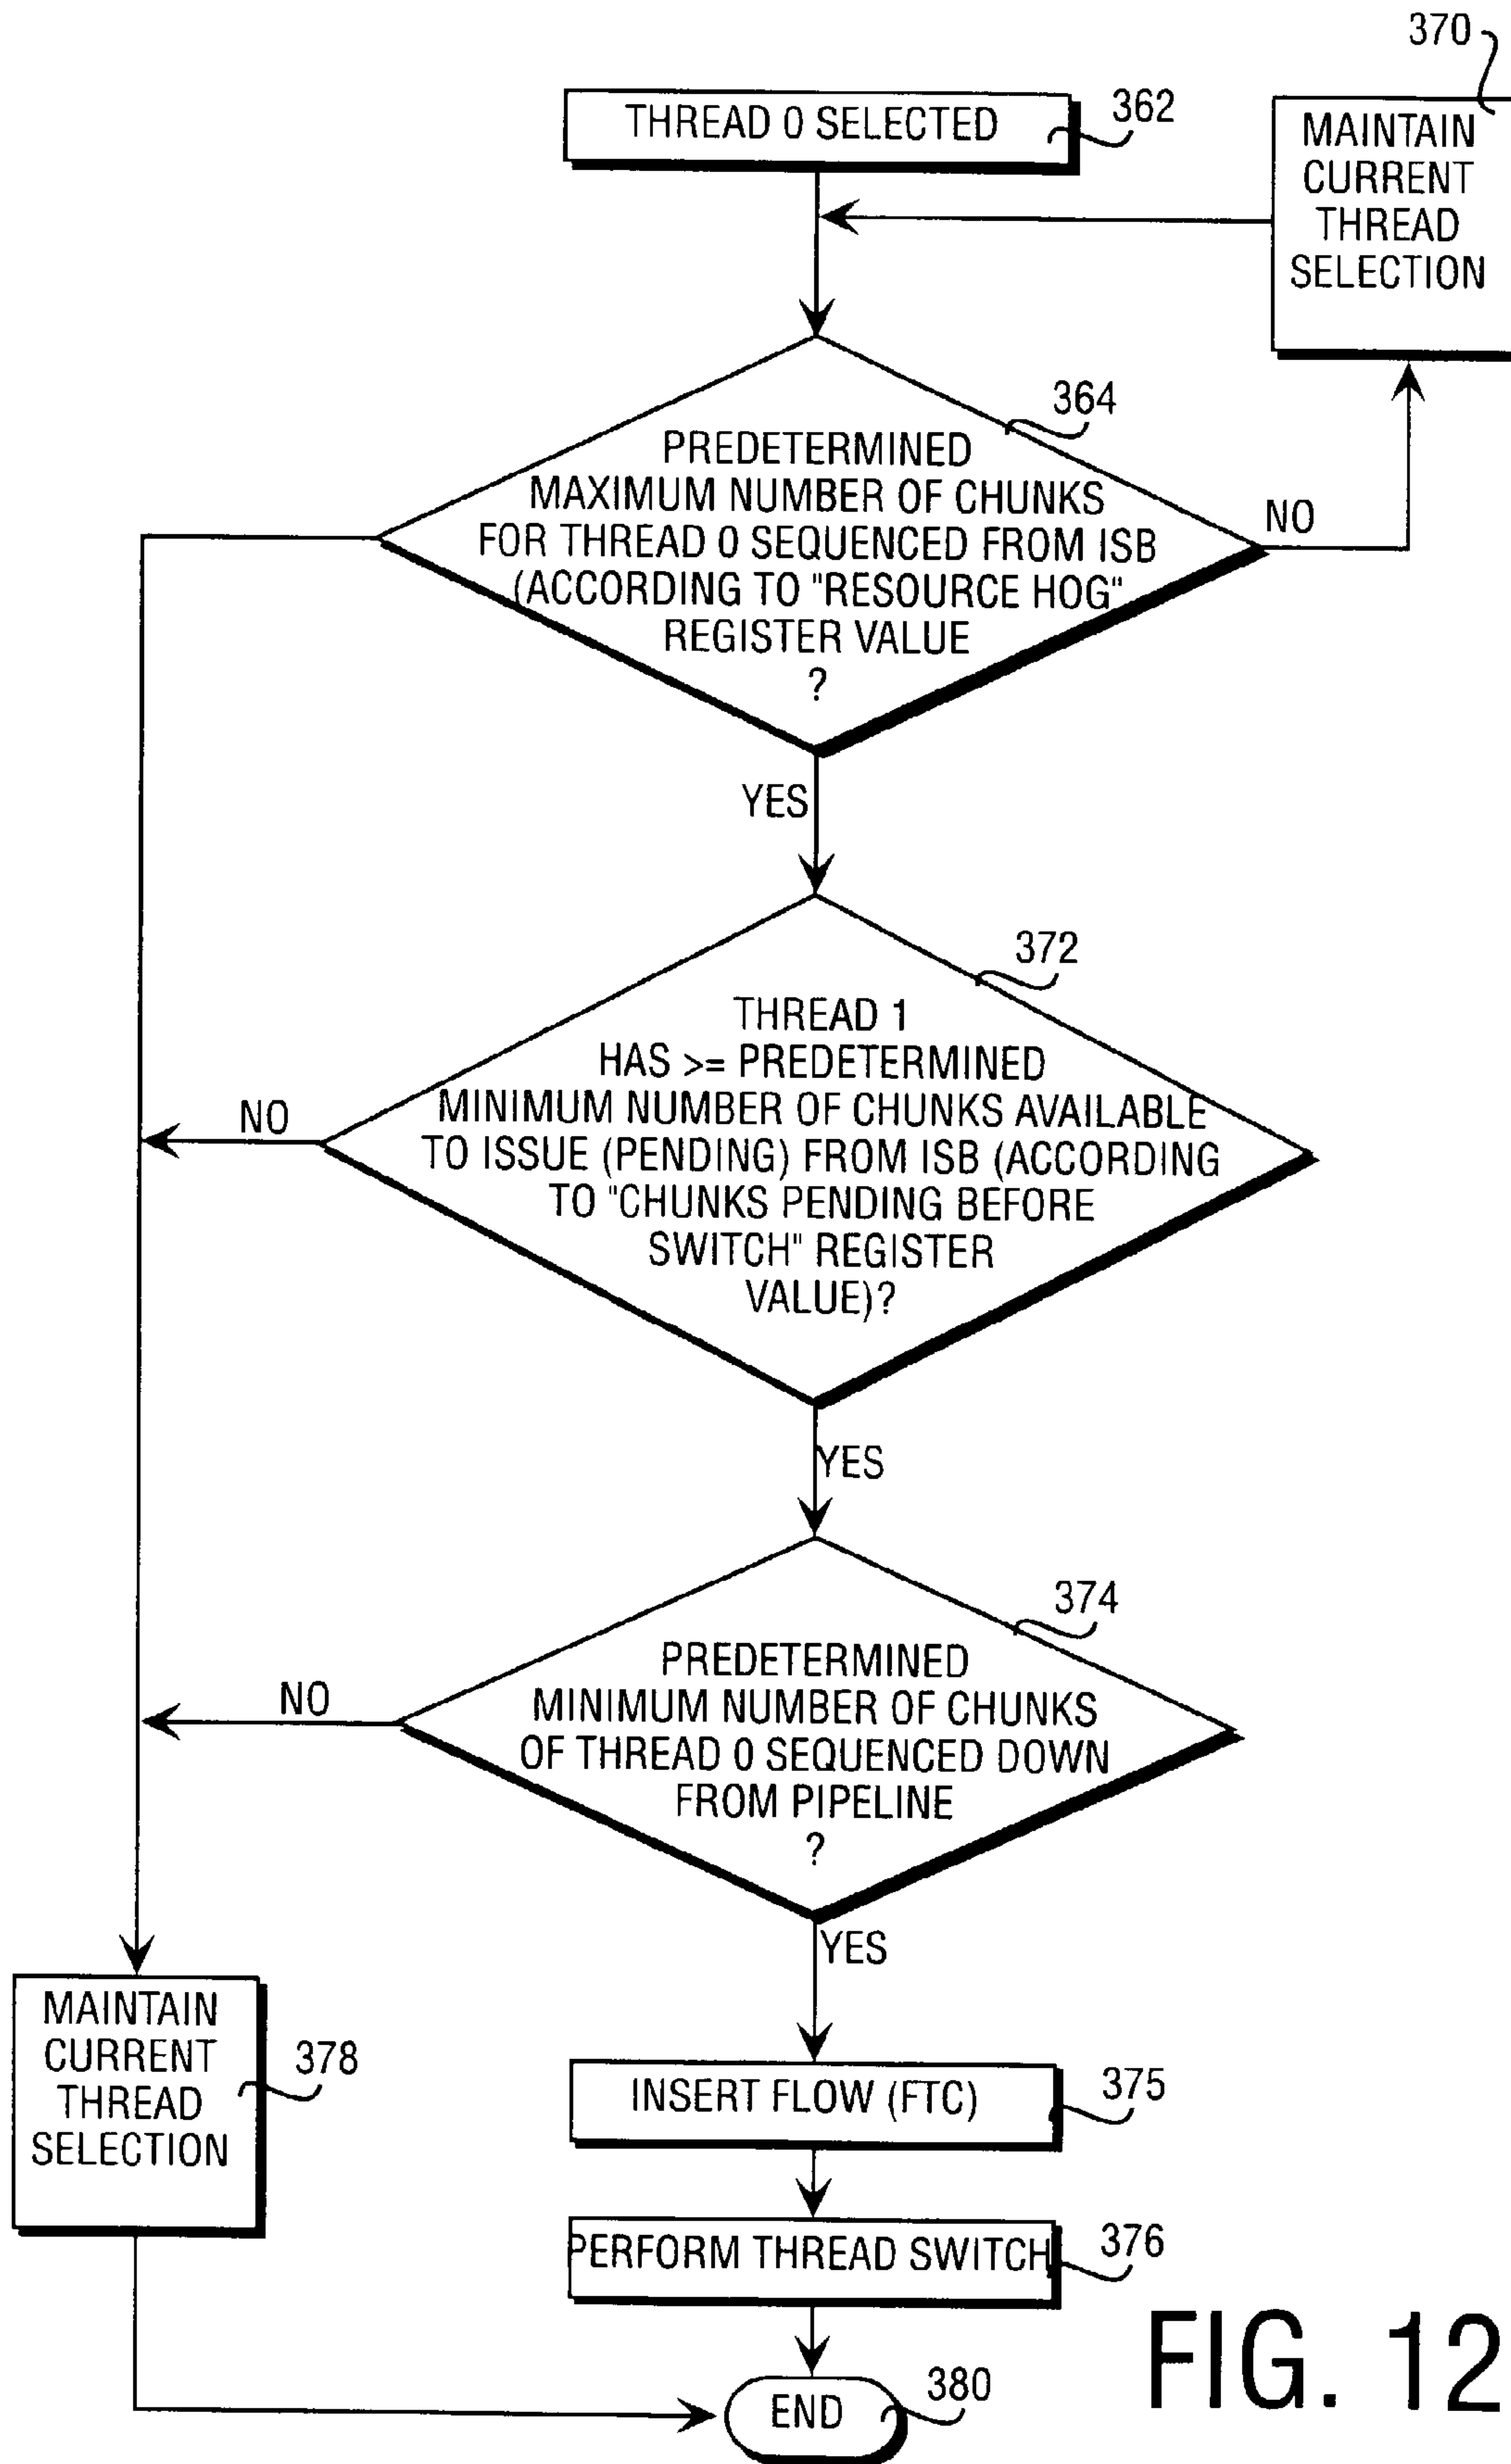 370
THREAD 0 SELECTED
362
MAINTAIN
CURRENT
THREAD
SELECTION
364
PREDETERMINED
MAXIMUM NUMBER OF CHUNKS
FOR THREAD 0 SEQUENCED FROM ISB
(ACCORDING TO "RESOURCE HOG"
REGISTER VALUE
?
NO
YES
372
THREAD 1
HAS >= PREDETERMINED
MINIMUM NUMBER OF CHUNKS AVAILABLE
TO ISSUE (PENDING) FROM ISB (ACCORDING
TO "CHUNKS PENDING BEFORE
SWITCH" REGISTER
VALUE)?
NO
YES
374
PREDETERMINED
MINIMUM NUMBER OF CHUNKS
OF THREAD 0 SEQUENCED DOWN
FROM PIPELINE
?
NO
YES
MAINTAIN
CURRENT
THREAD
SELECTION
378
INSERT FLOW (FTC)
375
PERFORM THREAD SWITCH
376
END
380
FIG. 12